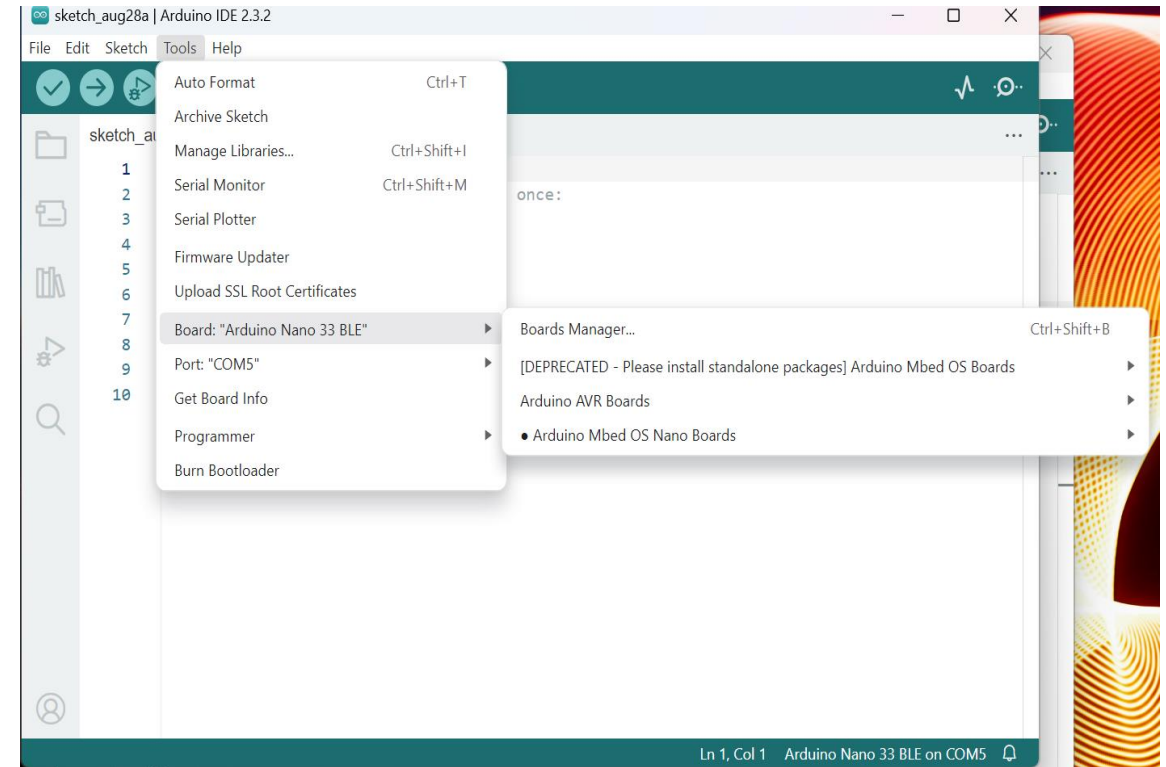 sketch_aug28a | Arduino IDE 2.3.2
File Edit Sketch Tools Help
Auto Format Ctrl+T
Archive Sketch
Manage Libraries... Ctrl+Shift+I
Serial Monitor Ctrl+Shift+M
Serial Plotter
Firmware Updater
Upload SSL Root Certificates
Board: "Arduino Nano 33 BLE"
Port: "COM5"
Get Board Info
Programmer
Burn Bootloader
Boards Manager... Ctrl+Shift+B
[DEPRECATED - Please install standalone packages] Arduino Mbed OS Boards
Arduino AVR Boards
● Arduino Mbed OS Nano Boards
sketch_au
...
...
1
2 once:
3
4
5
6
7
8
9
10
Ln 1, Col 1 Arduino Nano 33 BLE on COM5